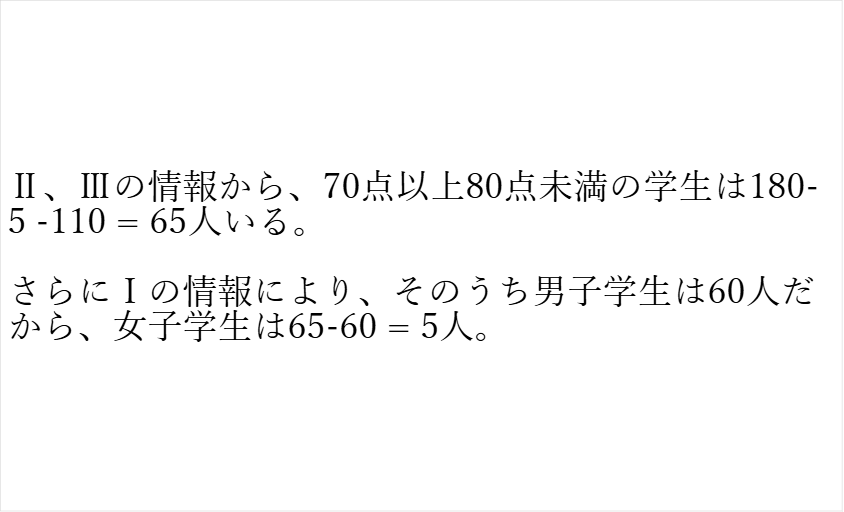 Ⅱ、Ⅲの情報から、70点以上80点未満の学生は180-
5 -110 = 65人いる。
さらにⅠの情報により、そのうち男子学生は60人だ
から、女子学生は65-60 = 5人。